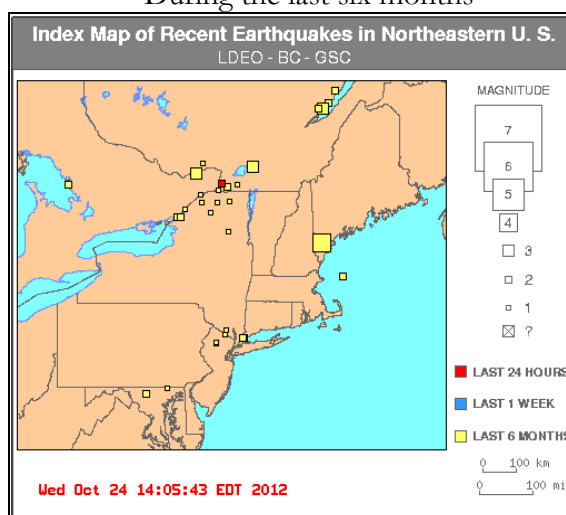 During the last six months
Index Map of Recent Earthquakes in Northeastern U. S.
LDEO - BC - GSC
MAGNITUDE
7
6
5
4
3
2
1
?
LAST 24 HOURS
LAST 1 WEEK
LAST 6 MONTHS
0 100 km
0 100 mi
Wed Oct 24 14:05:43 EDT 2012